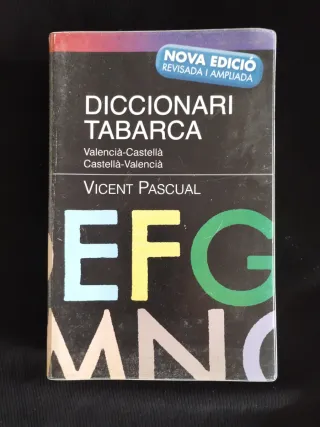 NOVA EDICIÓ
REVISADA I AMPLIADA
DICCIONARI
TABARCA
Valencià-Castellà
Castellà-Valencià
VICENT PASCUAL
EFG
MNO